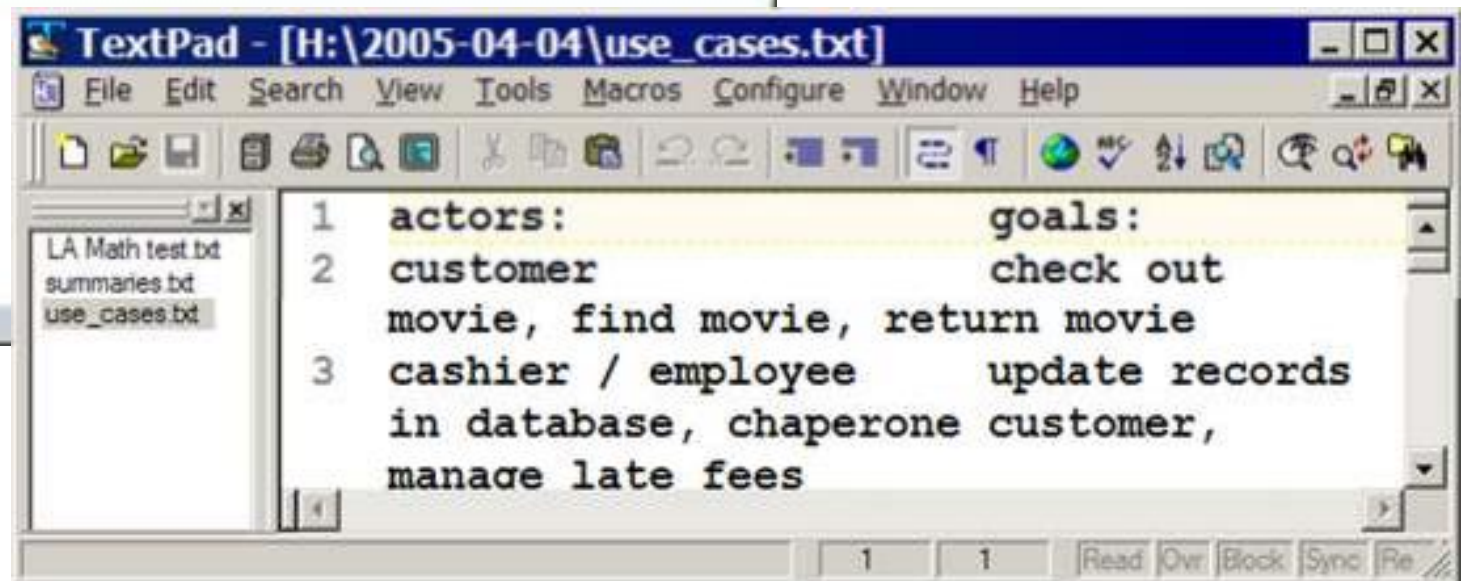 TextPad - [H:\2005-04-04\use_cases.txt]
File Edit Search View Tools Macros Configure Window Help
LA Math test.txt
summaries.txt
use_cases.txt
1 actors: goals:
2 customer check out
movie, find movie, return movie
3 cashier / employee update records
in database, chaperone customer,
manage late fees
1 1 Read Ovr Block Sync Re